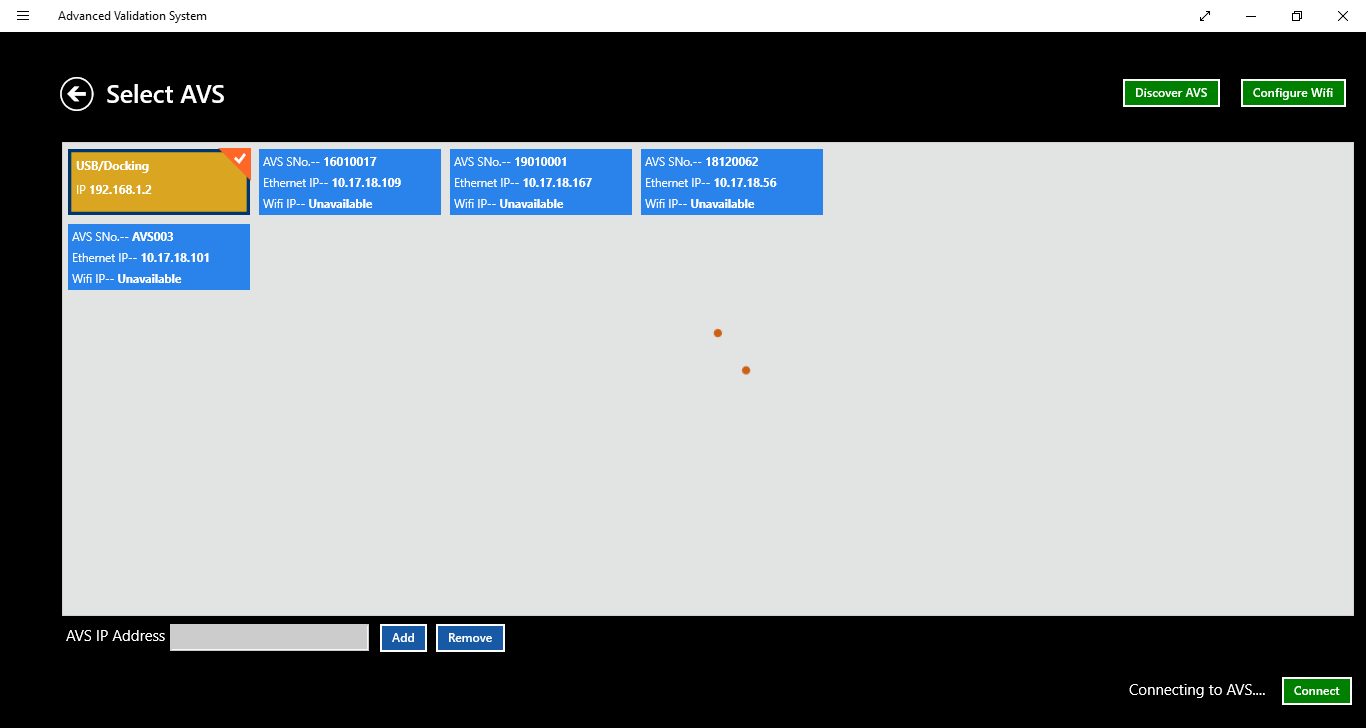 Advanced Validation System
Select AVS
Discover AVS
Configure Wifi
USB/Docking
IP 192.168.1.2
AVS SNo.-- 16010017
Ethernet IP-- 10.17.18.109
Wifi IP-- Unavailable
AVS SNo.-- 19010001
Ethernet IP-- 10.17.18.167
Wifi IP-- Unavailable
AVS SNo.-- 18120062
Ethernet IP-- 10.17.18.56
Wifi IP-- Unavailable
AVS SNo.-- AVS003
Ethernet IP-- 10.17.18.101
Wifi IP-- Unavailable
AVS IP Address
Add
Remove
Connecting to AVS....
Connect